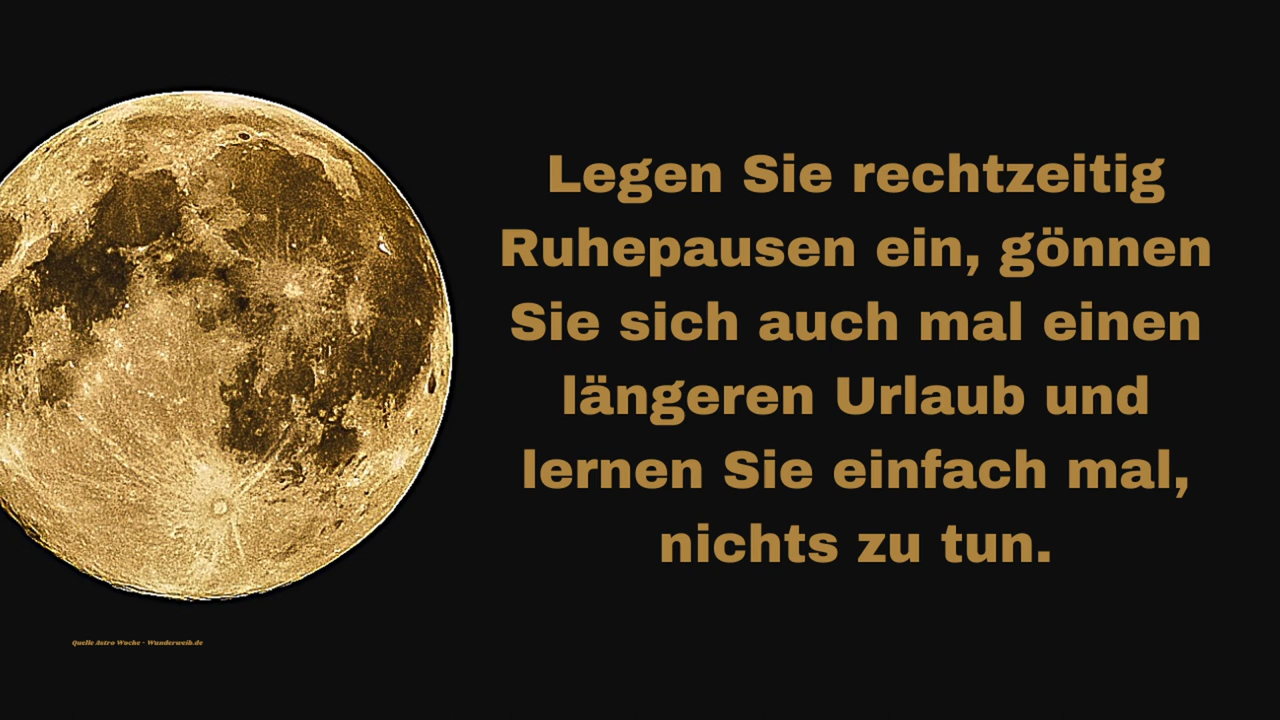 Legen Sie rechtzeitig
Ruhepausen ein, gönnen
Sie sich auch mal einen
längeren Urlaub und
lernen Sie einfach mal,
nichts zu tun.
Quelle Astro Woche - Wunderweib.de